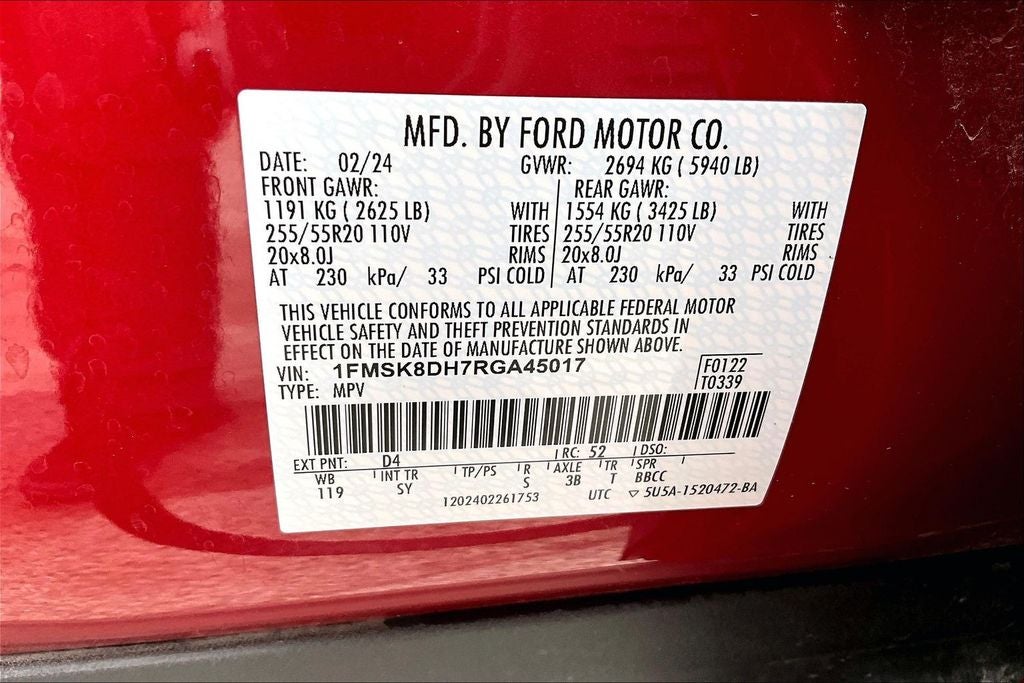 MFD. BY FORD MOTOR CO.
DATE: 02/24 GVWR: 2694 KG ( 5940 LB)
FRONT GAWR: REAR GAWR:
1191 KG ( 2625 LB) WITH 1554 KG ( 3425 LB) WITH
255/55R20 110V TIRES 255/55R20 110V TIRES
20x8.0J RIMS 20x8.0J RIMS
AT 230 kPa/ 33 PSI COLD AT 230 kPa/ 33 PSI COLD
THIS VEHICLE CONFORMS TO ALL APPLICABLE FEDERAL MOTOR
VEHICLE SAFETY AND THEFT PREVENTION STANDARDS IN
EFFECT ON THE DATE OF MANUFACTURE SHOWN ABOVE.
VIN: 1FMSK8DH7RGA45017 F0122
TYPE: MPV T0339
EXT PNT: D4 RC: 52 DSO:
WB INT TR TP/PS R AXLE TR SPR
119 SY S 3B T BBCC
1202402261753 UTC ▽ 5U5A-1520472-BA